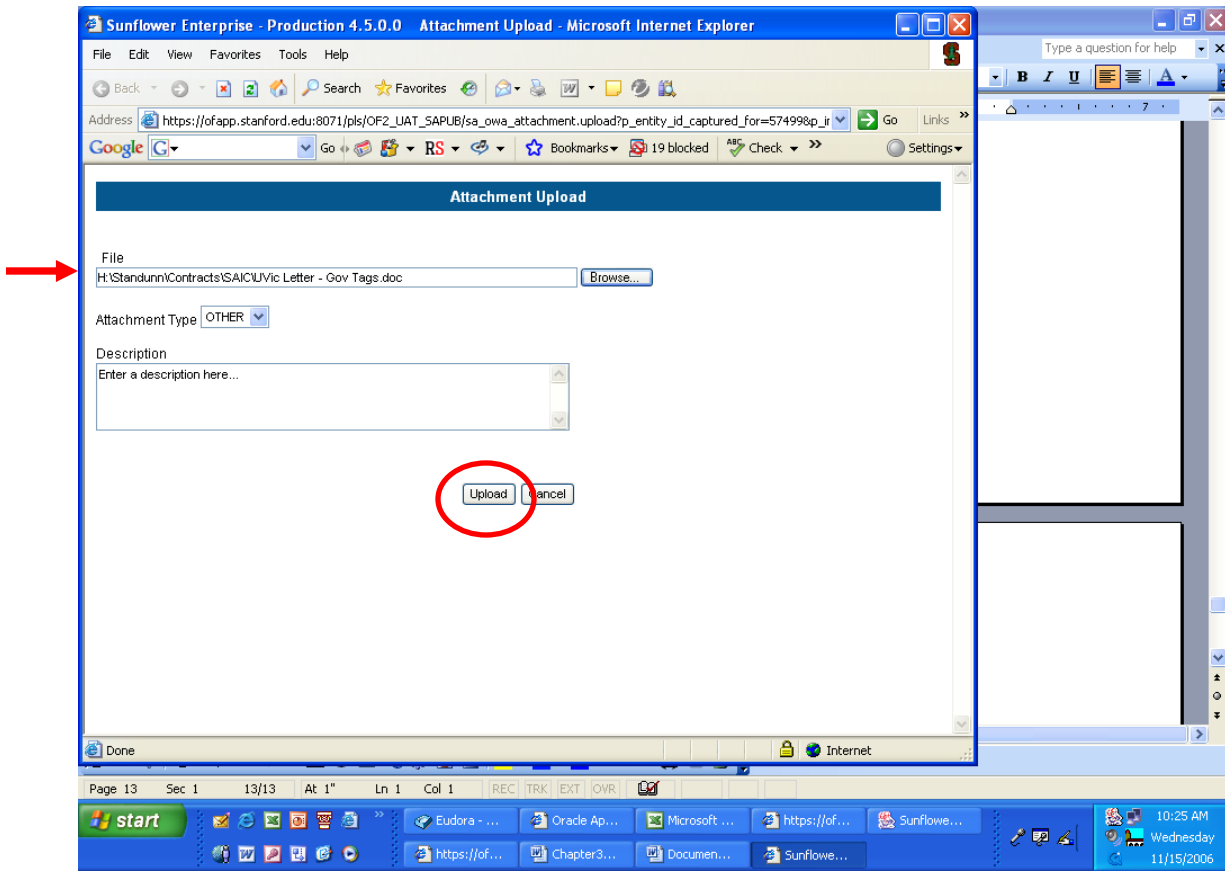 Sunflower Enterprise - Production 4.5.0.0 Attachment Upload - Microsoft Internet Explorer
File Edit View Favorites Tools Help
Type a question for help
Back Search Favorites
B I U A
Address https://ofapp.stanford.edu:8071/pls/OF2_UAT_SAPUB/sa_owa_attachment.upload?p_entity_id_captured_for=57499&p_ir Go Links »
7
Google G Go RS Bookmarks 19 blocked ABC Check » Settings
Attachment Upload
File
H:\Standunn\Contracts\SAIC\UVic Letter - Gov Tags.doc Browse...
Attachment Type OTHER
Description
Enter a description here...
Upload Cancel
Done Internet
Page 13 Sec 1 13/13 At 1" Ln 1 Col 1 REC TRK EXT OVR
start » Eudora - ... Oracle Ap... Microsoft ... https://of... Sunflowe... 10:25 AM
Wednesday
https://of... Chapter3... Documen... Sunflowe... 11/15/2006